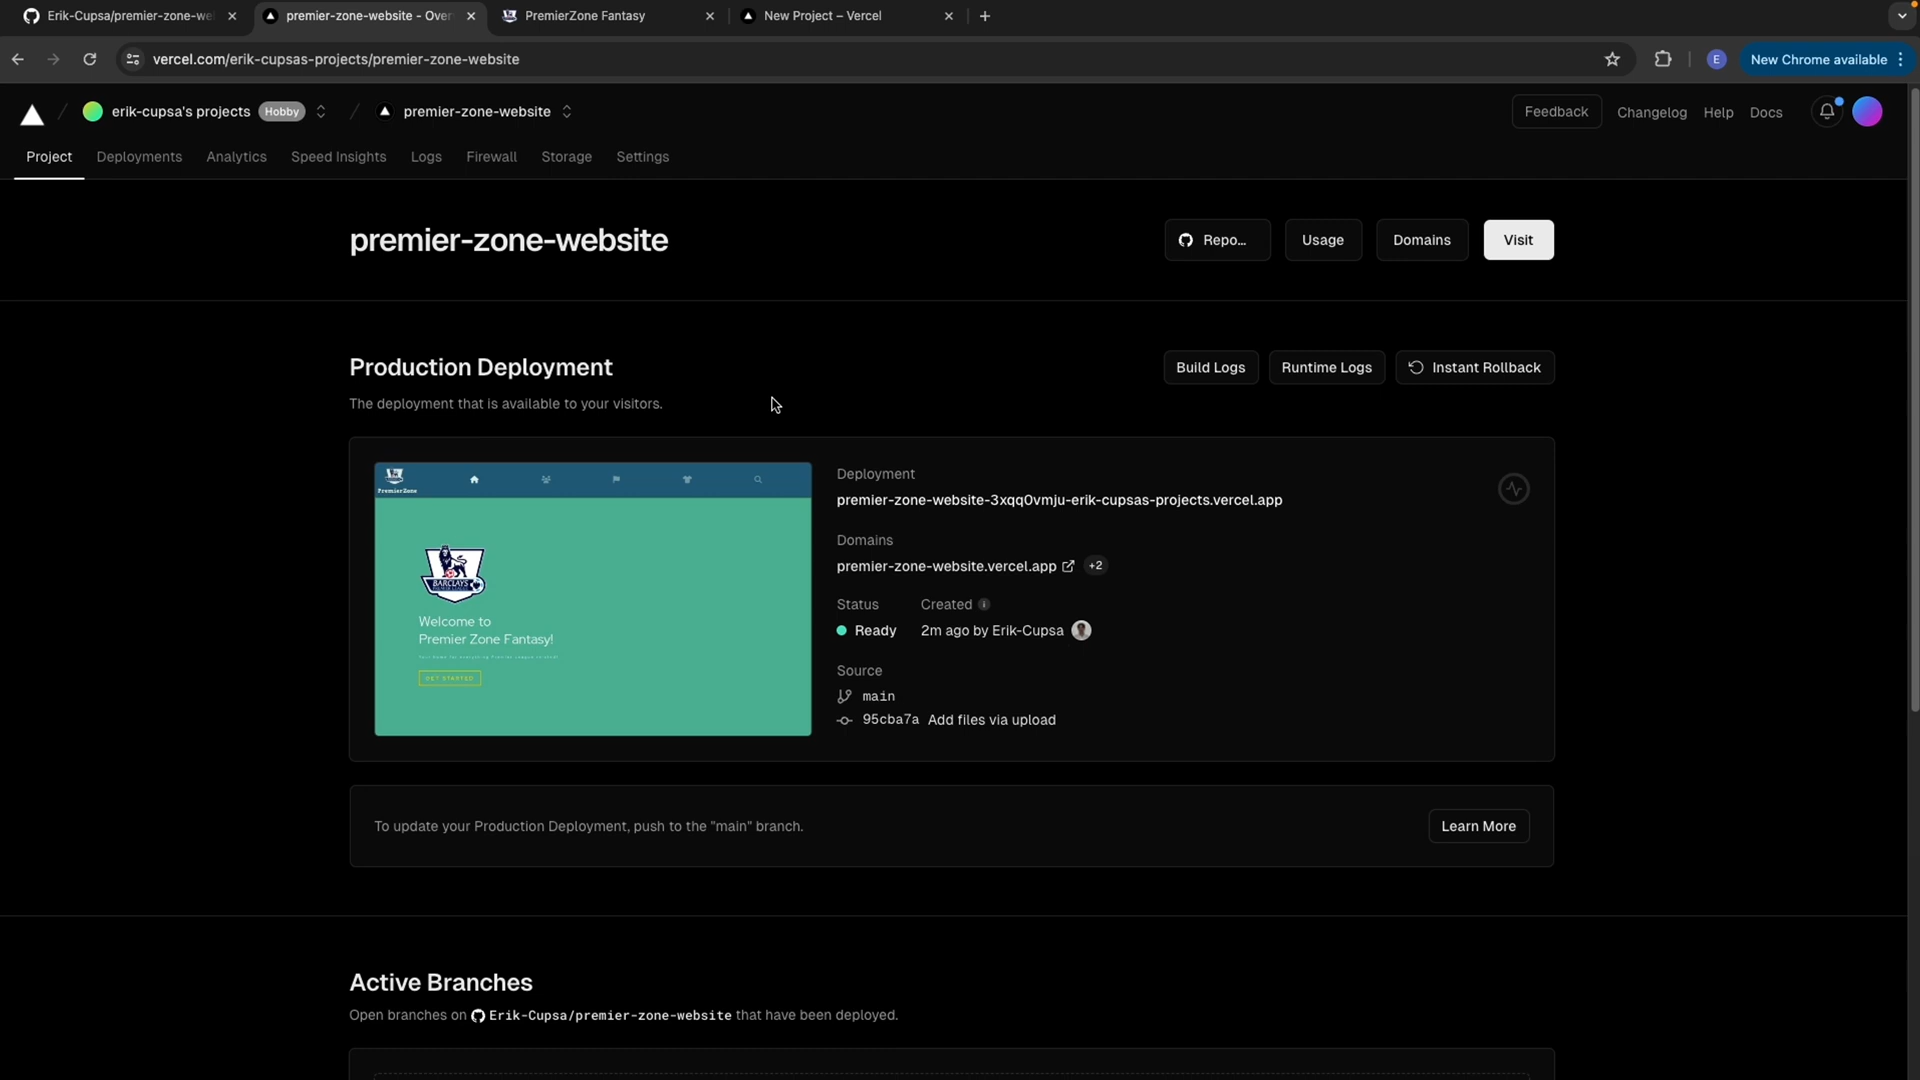 Erik-Cupsa/premier-zone-we
premier-zone-website - Over
PremierZone Fantasy
New Project – Vercel
vercel.com/erik-cupsas-projects/premier-zone-website
E
New Chrome available
erik-cupsa's projects Hobby
premier-zone-website
Feedback
Changelog
Help
Docs
Project
Deployments
Analytics
Speed Insights
Logs
Firewall
Storage
Settings
premier-zone-website
Repo...
Usage
Domains
Visit
Production Deployment
Build Logs
Runtime Logs
Instant Rollback
The deployment that is available to your visitors.
PremierZone
BARCLAYS
Welcome to
Premier Zone Fantasy!
GET STARTED
Deployment
premier-zone-website-3xqq0vmju-erik-cupsas-projects.vercel.app
Domains
premier-zone-website.vercel.app +2
Status
Created
Ready
2m ago by Erik-Cupsa
Source
main
95cba7a Add files via upload
To update your Production Deployment, push to the "main" branch.
Learn More
Active Branches
Open branches on Erik-Cupsa/premier-zone-website that have been deployed.